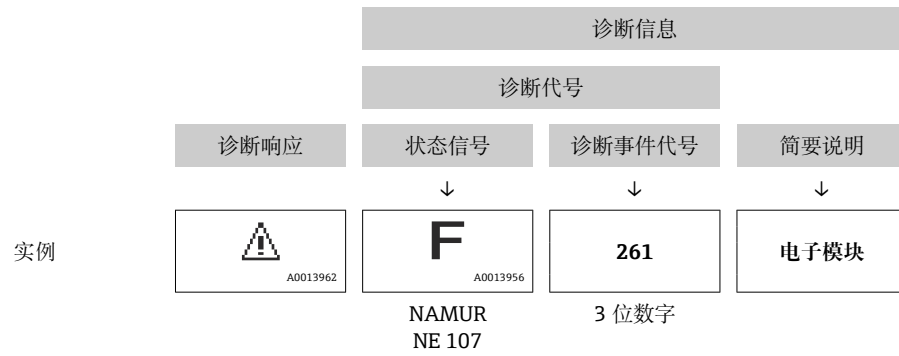 诊断信息
诊断代号
诊断响应 状态信号 诊断事件代号 简要说明
↓ ↓ ↓
实例 F 261 电子模块
A0013962 A0013956
NAMUR 3 位数字
NE 107